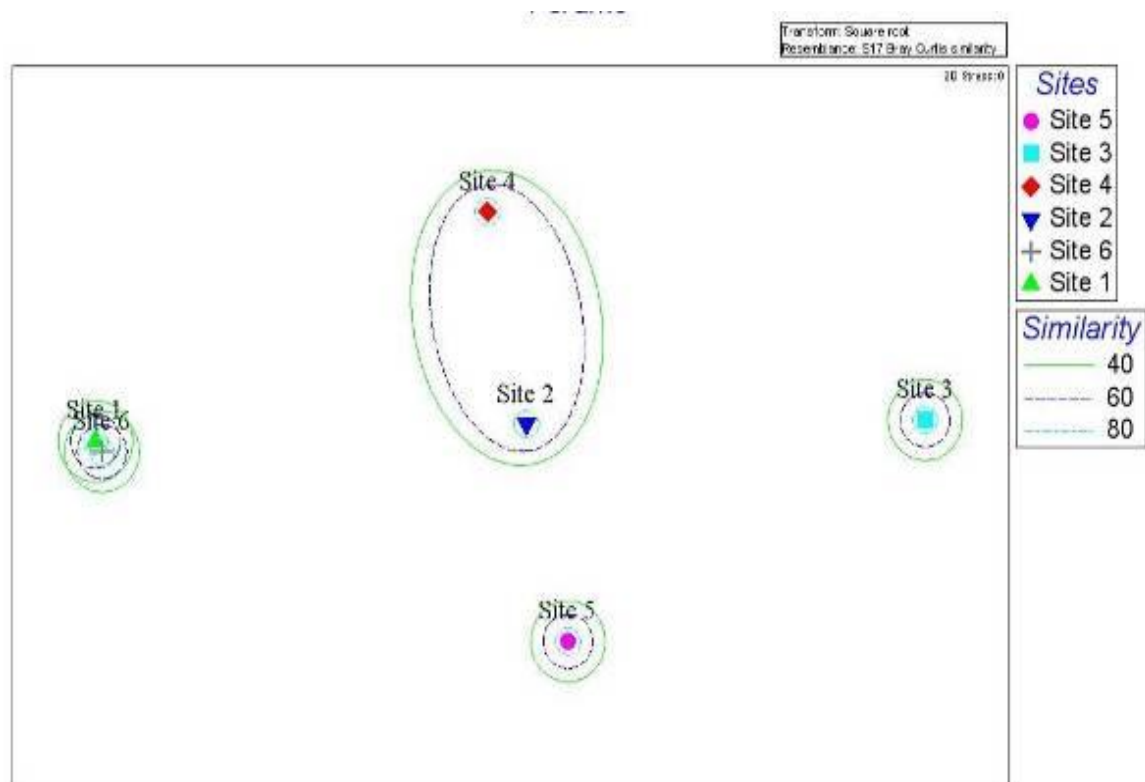 Transform: Square root
Resemblance: S17 Bray Curtis similarity
2D Stress: 0
Sites
Site 5
Site 3
Site 4
Site 2
Site 6
Site 1
Similarity
40
60
80
Site 4
Site 2
Site 3
Site 1
Site 6
Site 5